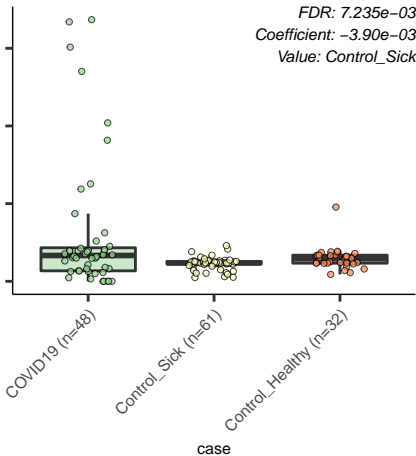 FDR: 7.235e−03
Coefficient: −3.90e−03
Value: Control_Sick
COVID19 (n=48)
Control_Sick (n=61)
Control_Healthy (n=32)
case